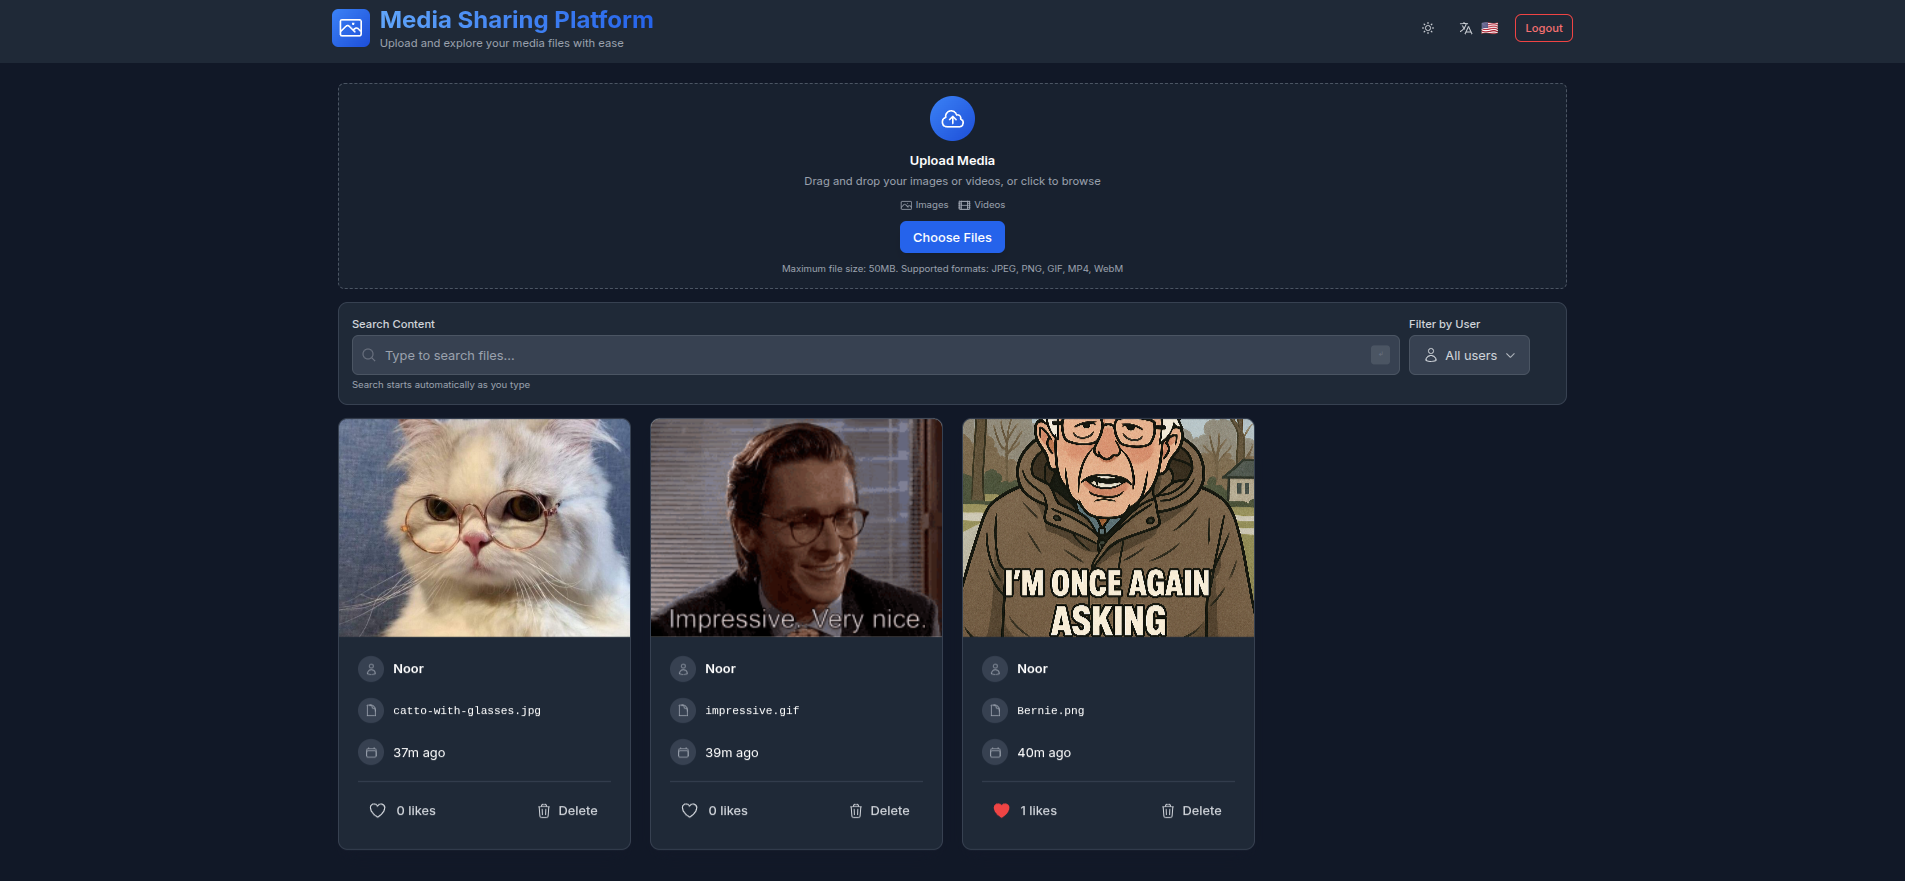 Media Sharing Platform
Upload and explore your media files with ease
Logout
Upload Media
Drag and drop your images or videos, or click to browse
Images Videos
Choose Files
Maximum file size: 50MB. Supported formats: JPEG, PNG, GIF, MP4, WebM
Search Content
Filter by User
Type to search files...
All users
Search starts automatically as you type
Impressive. Very nice.
I'M ONCE AGAIN
ASKING
Noor
catto-with-glasses.jpg
37m ago
0 likes Delete
Noor
impressive.gif
39m ago
0 likes Delete
Noor
Bernie.png
40m ago
1 likes Delete